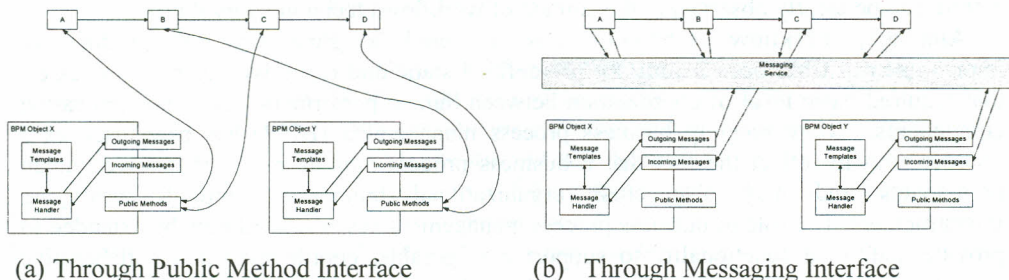 A B C D
BPM Object X
Message Templates
Message Handler
Outgoing Messages
Incoming Messages
Public Methods
BPM Object Y
Message Templates
Message Handler
Outgoing Messages
Incoming Messages
Public Methods
(a) Through Public Method Interface
A B C D
Messaging Service
BPM Object X
Message Templates
Message Handler
Outgoing Messages
Incoming Messages
Public Methods
BPM Object Y
Message Templates
Message Handler
Outgoing Messages
Incoming Messages
Public Methods
(b) Through Messaging Interface